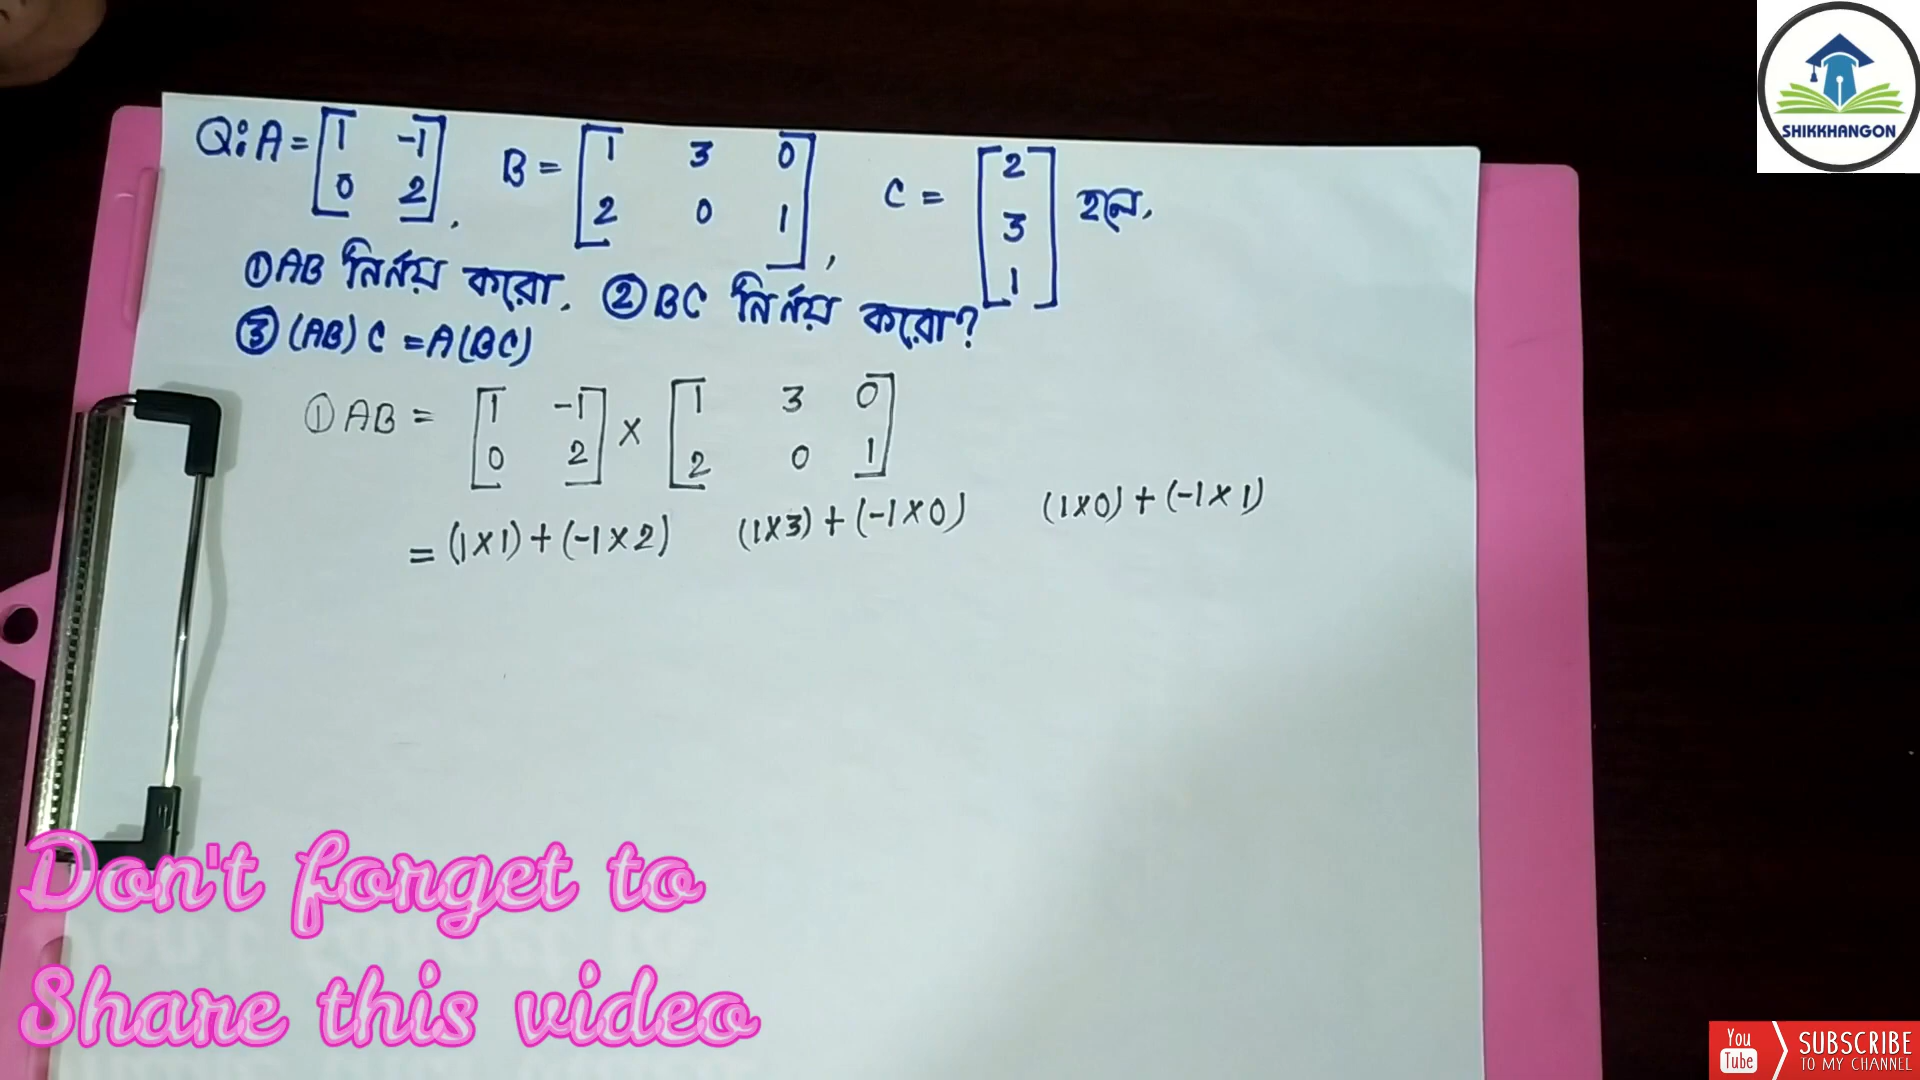 Q: A = [1 -1
0 2], B = [1 3 0
2 0 1], C = [2
3
1] হলে,
① AB নির্নয় করো. ② BC নির্নয় করো?
③ (AB) C = A(BC)
① AB = [1 -1
0 2] × [1 3 0
2 0 1]
= (1×1) + (-1×2) (1×3) + (-1×0) (1×0) + (-1×1)
Don't forget to
Share this video
SHIKKHANGON
You Tube
SUBSCRIBE
TO MY CHANNEL